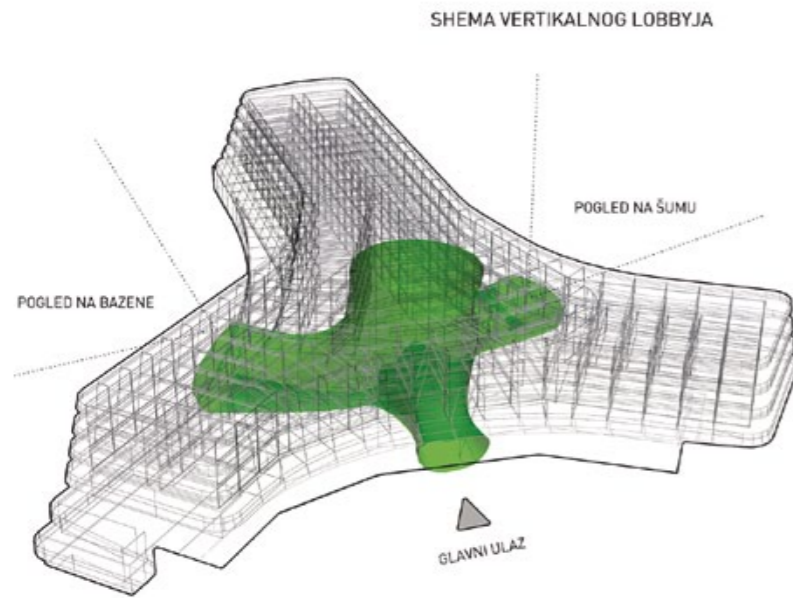 SHEMA VERTIKALNOG LOBBYJA
POGLED NA ŠUMU
POGLED NA BAZENE
GLAVNI ULAZ